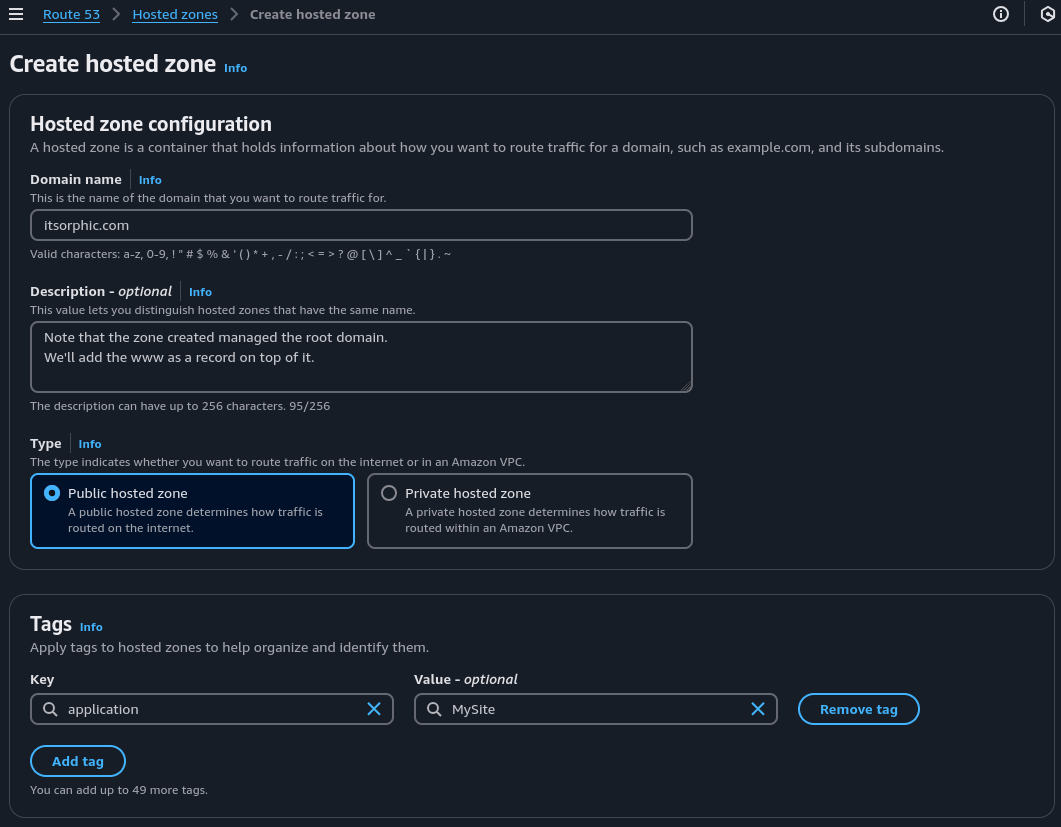 Route 53 > Hosted zones > Create hosted zone
Create hosted zone Info
Hosted zone configuration
A hosted zone is a container that holds information about how you want to route traffic for a domain, such as example.com, and its subdomains.
Domain name Info
This is the name of the domain that you want to route traffic for.
itsorphic.com
Valid characters: a-z, 0-9, ! " # $ % & ' ( ) * + , - / : ; < = > ? @ [ \ ] ^ _ ` { | } . ~
Description - optional Info
This value lets you distinguish hosted zones that have the same name.
Note that the zone created managed the root domain.
We'll add the www as a record on top of it.
The description can have up to 256 characters. 95/256
Type Info
The type indicates whether you want to route traffic on the internet or in an Amazon VPC.
Public hosted zone
A public hosted zone determines how traffic is
routed on the internet.
Private hosted zone
A private hosted zone determines how traffic is
routed within an Amazon VPC.
Tags Info
Apply tags to hosted zones to help organize and identify them.
Key
Value - optional
application
MySite
Remove tag
Add tag
You can add up to 49 more tags.